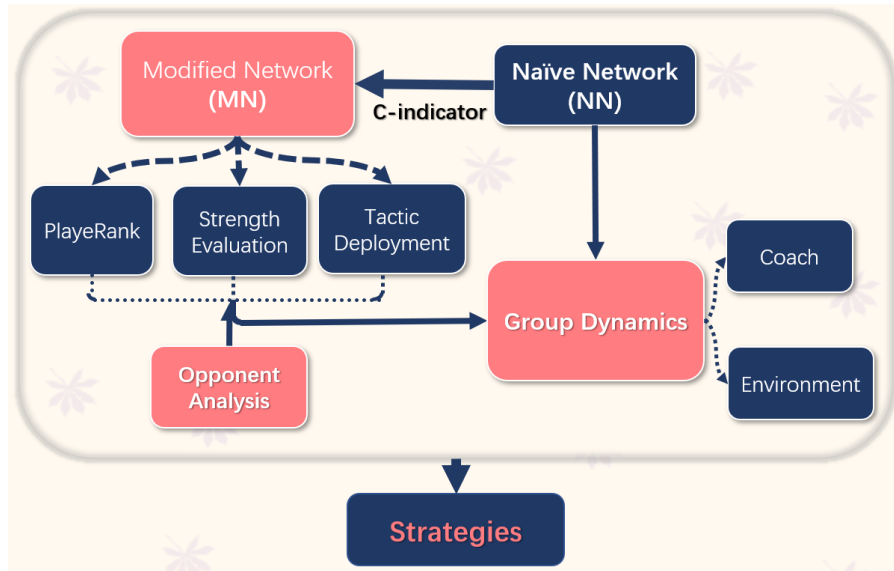 Modified Network
(MN)
Naïve Network
(NN)
C-indicator
PlayeRank
Strength
Evaluation
Tactic
Deployment
Coach
Group Dynamics
Opponent
Analysis
Environment
Strategies